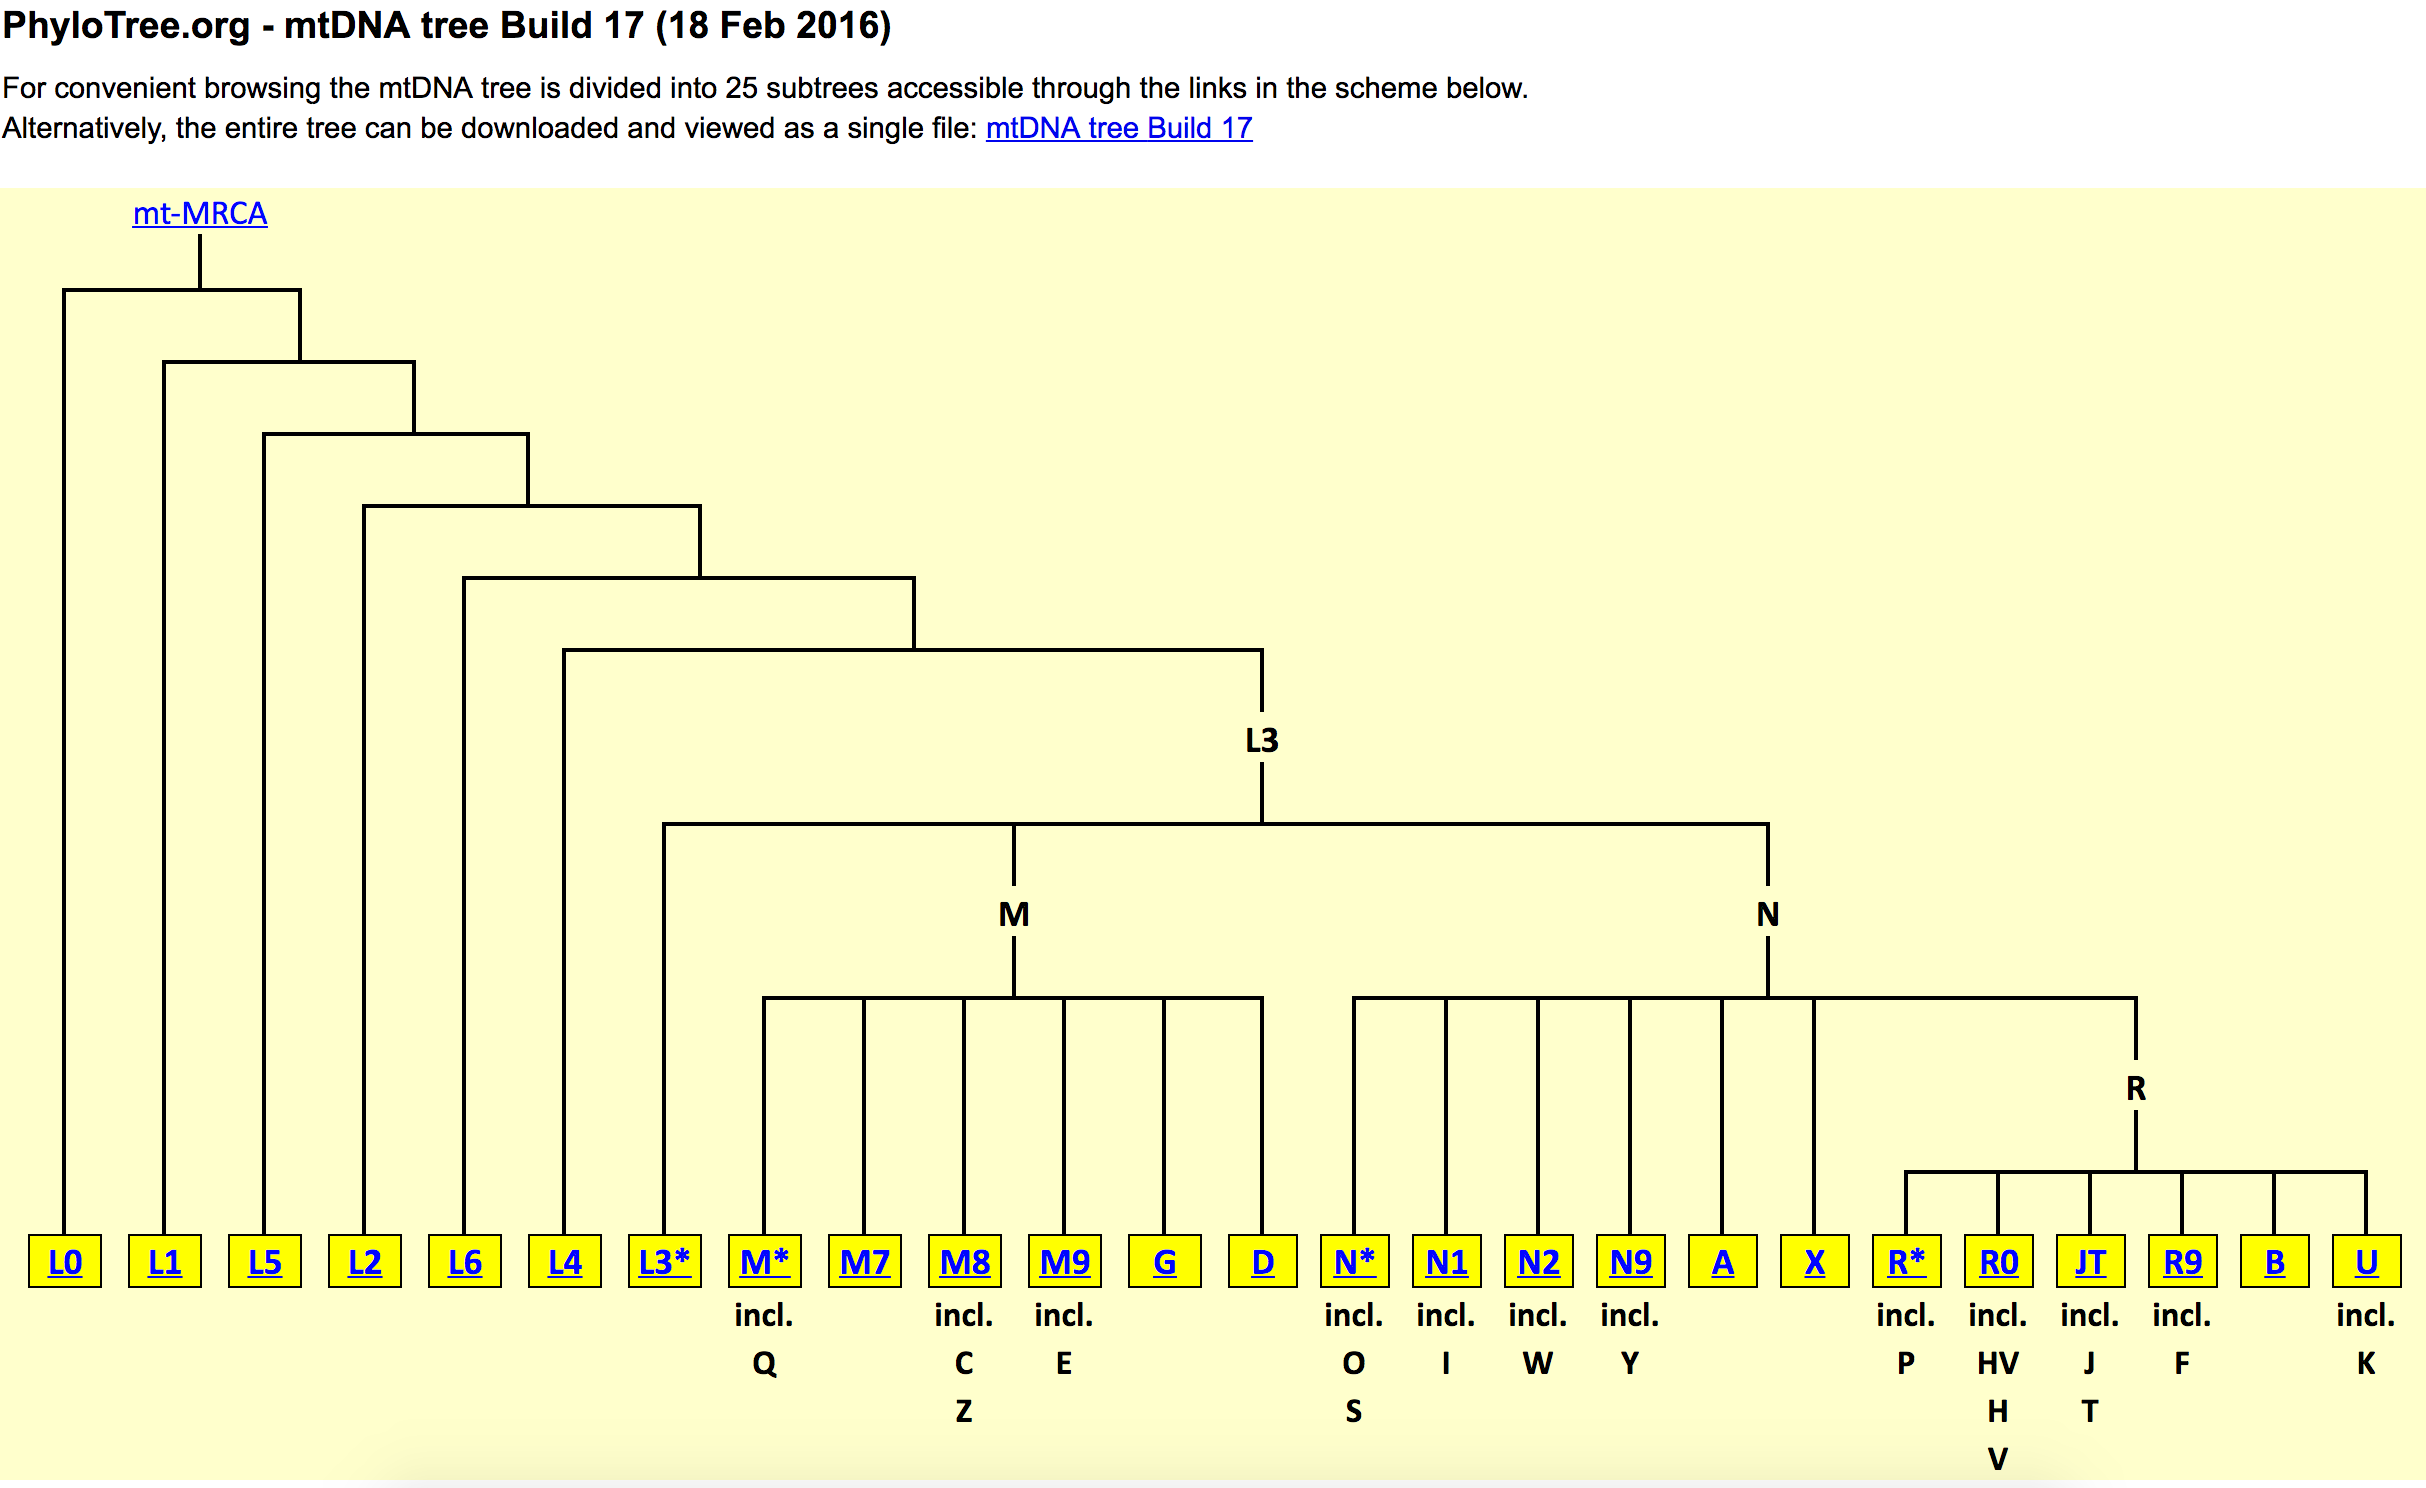 PhyloTree.org - mtDNA tree Build 17 (18 Feb 2016)
For convenient browsing the mtDNA tree is divided into 25 subtrees accessible through the links in the scheme below.
Alternatively, the entire tree can be downloaded and viewed as a single file: mtDNA tree Build 17
mt-MRCA
L3
M N
R
L0 L1 L5 L2 L6 L4 L3* M* M7 M8 M9 G D N* N1 N2 N9 A X R* R0 JT R9 B U
incl. incl. incl. incl. incl. incl. incl. incl. incl. incl. incl. incl.
Q C E O I W Y P HV J F K
Z S H T
V